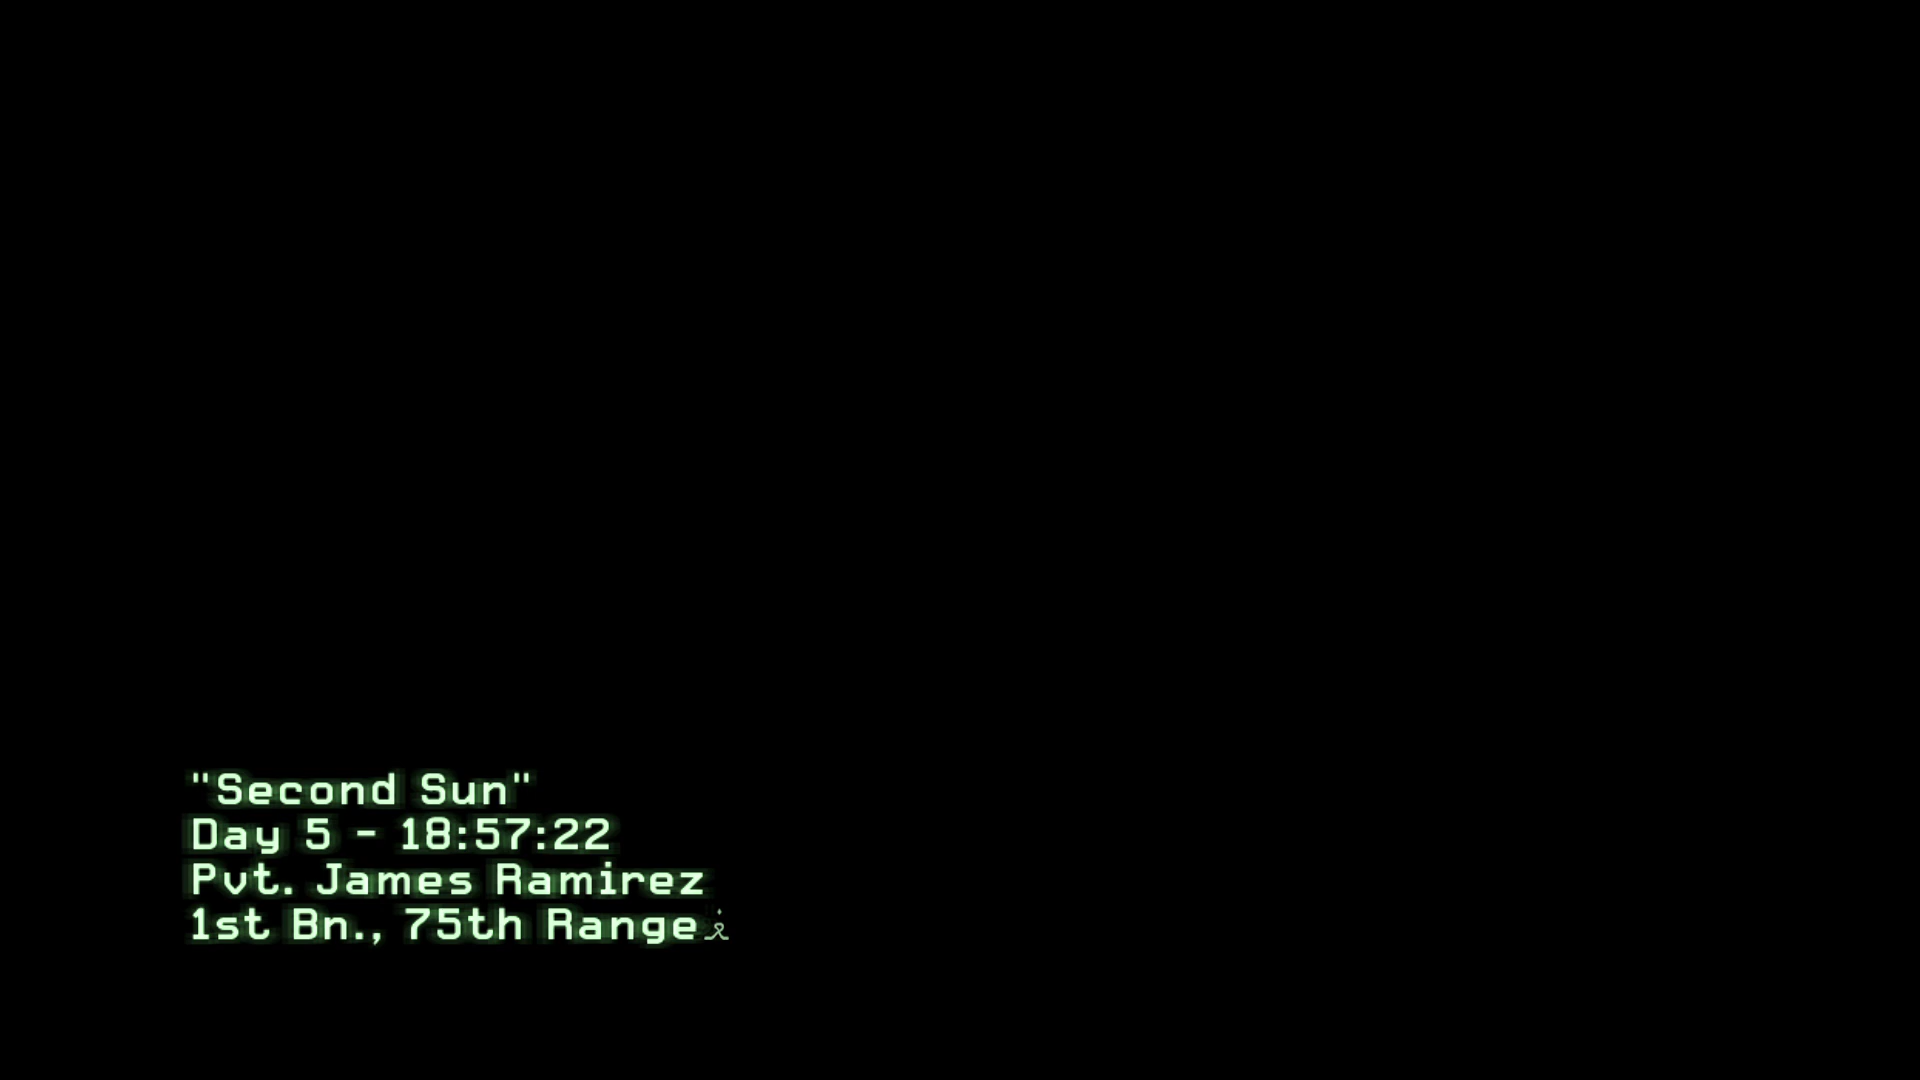 "Second Sun"
Day 5 - 18:57:22
Pvt. James Ramirez
1st Bn., 75th Range